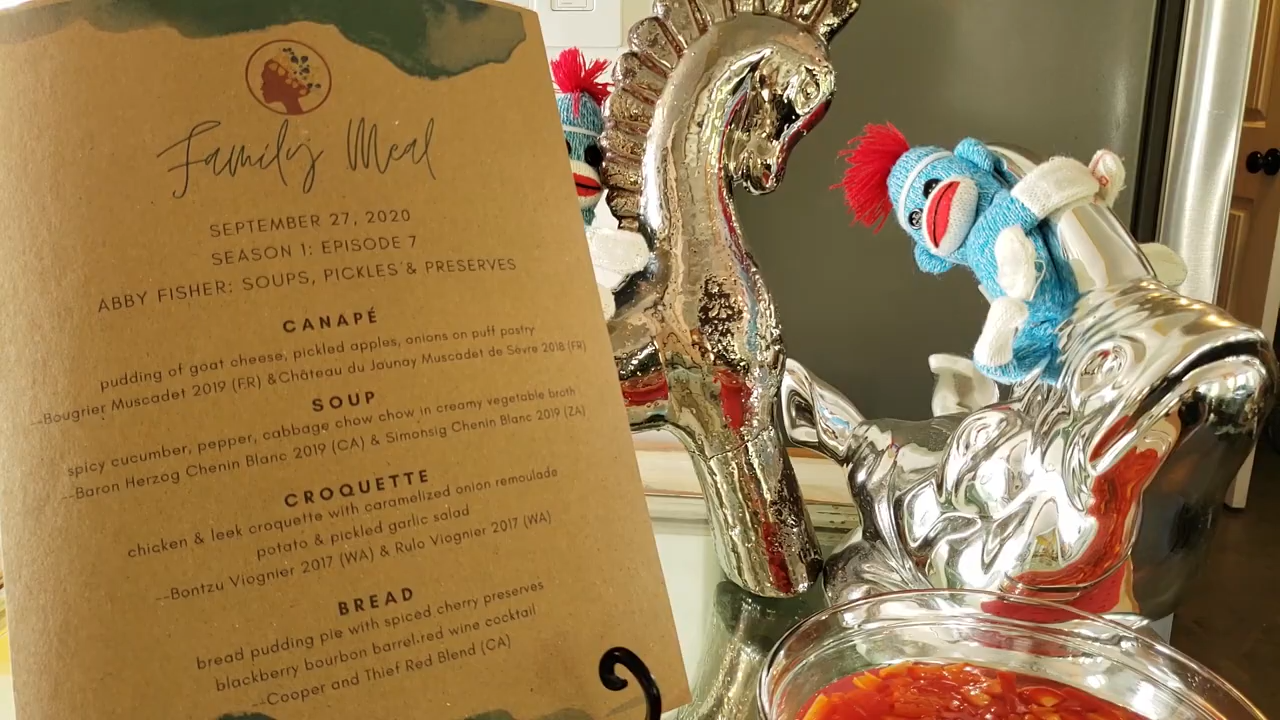 Family Meal
SEPTEMBER 27, 2020
SEASON 1: EPISODE 7
ABBY FISHER: SOUPS, PICKLES & PRESERVES
CANAPÉ
pudding of goat cheese, pickled apples, onions on puff pastry
--Bougrier Muscadet 2019 (FR) & Château du Jaunay Muscadet de Sèvre 2018 (FR)
SOUP
spicy cucumber, pepper, cabbage chow chow in creamy vegetable broth
--Baron Herzog Chenin Blanc 2019 (CA) & Simonsig Chenin Blanc 2019 (ZA)
CROQUETTE
chicken & leek croquette with caramelized onion remoulade
potato & pickled garlic salad
--Bontzu Viognier 2017 (WA) & Rulo Viognier 2017 (WA)
BREAD
bread pudding pie with spiced cherry preserves
blackberry bourbon barrel.red wine cocktail
--Cooper and Thief Red Blend (CA)